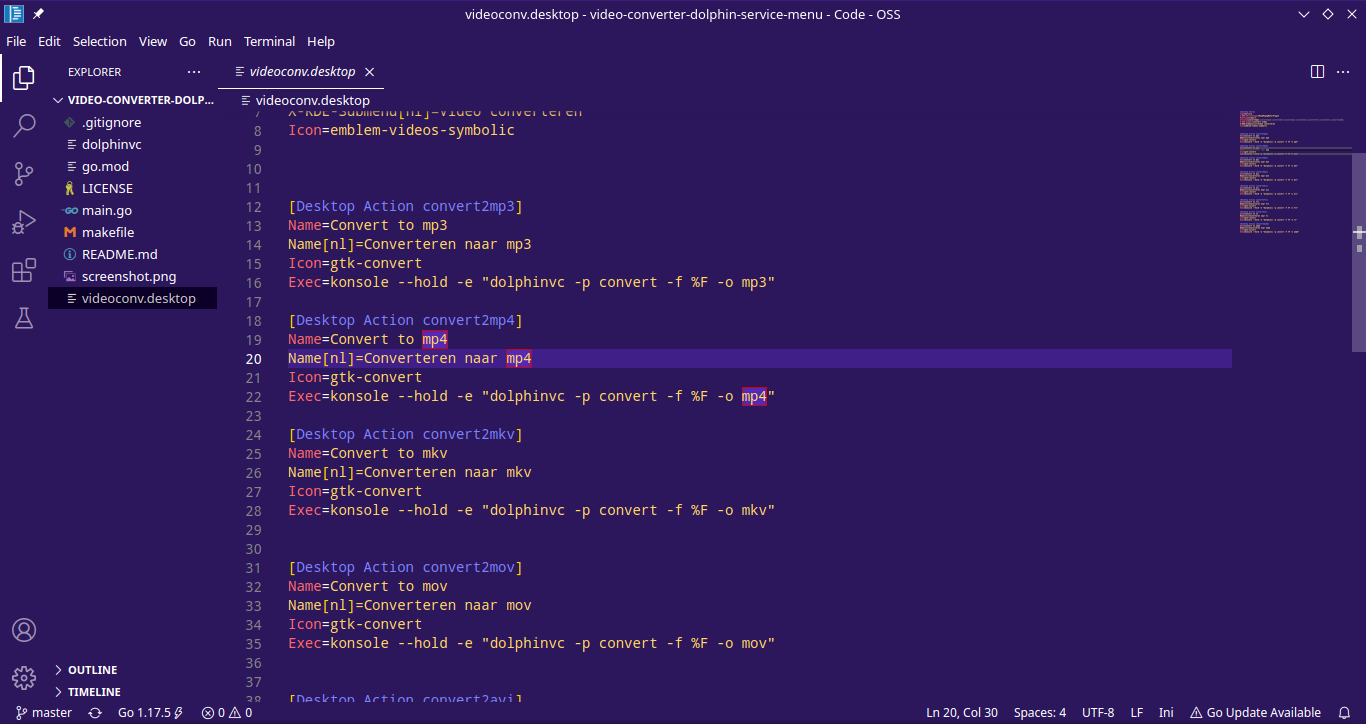 videoconv.desktop - video-converter-dolphin-service-menu - Code - OSS
File Edit Selection View Go Run Terminal Help
EXPLORER
videoconv.desktop
VIDEO-CONVERTER-DOLP...
videoconv.desktop
.gitignore
dolphinvc
go.mod
LICENSE
main.go
makefile
README.md
screenshot.png
videoconv.desktop
7 X-KDE-Submenu[nl]=Video converteren
8 Icon=emblem-videos-symbolic
9
10
11
12 [Desktop Action convert2mp3]
13 Name=Convert to mp3
14 Name[nl]=Converteren naar mp3
15 Icon=gtk-convert
16 Exec=konsole --hold -e "dolphinvc -p convert -f %F -o mp3"
17
18 [Desktop Action convert2mp4]
19 Name=Convert to mp4
20 Name[nl]=Converteren naar mp4
21 Icon=gtk-convert
22 Exec=konsole --hold -e "dolphinvc -p convert -f %F -o mp4"
23
24 [Desktop Action convert2mkv]
25 Name=Convert to mkv
26 Name[nl]=Converteren naar mkv
27 Icon=gtk-convert
28 Exec=konsole --hold -e "dolphinvc -p convert -f %F -o mkv"
29
30
31 [Desktop Action convert2mov]
32 Name=Convert to mov
33 Name[nl]=Converteren naar mov
34 Icon=gtk-convert
35 Exec=konsole --hold -e "dolphinvc -p convert -f %F -o mov"
36
37
38 [Desktop Action convert2avi]
OUTLINE
TIMELINE
master Go 1.17.5 0 0 Ln 20, Col 30 Spaces: 4 UTF-8 LF Ini Go Update Available